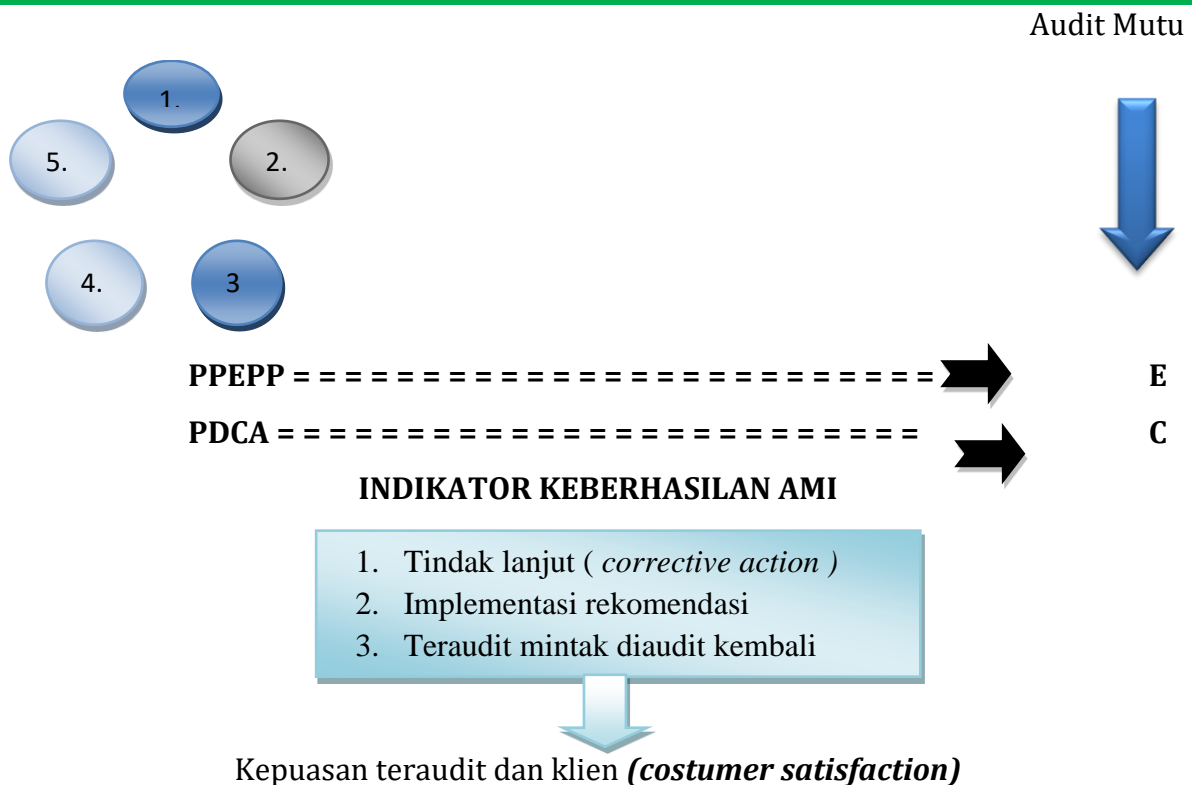 Audit Mutu
1.
5.
2.
4.
3
PPEPP = = = = = = = = = = = = = = = = = = = = = = = = = E
PDCA = = = = = = = = = = = = = = = = = = = = = = = = = C
INDIKATOR KEBERHASILAN AMI
1. Tindak lanjut ( corrective action )
2. Implementasi rekomendasi
3. Teraudit mintak diaudit kembali
Kepuasan teraudit dan klien (costumer satisfaction)